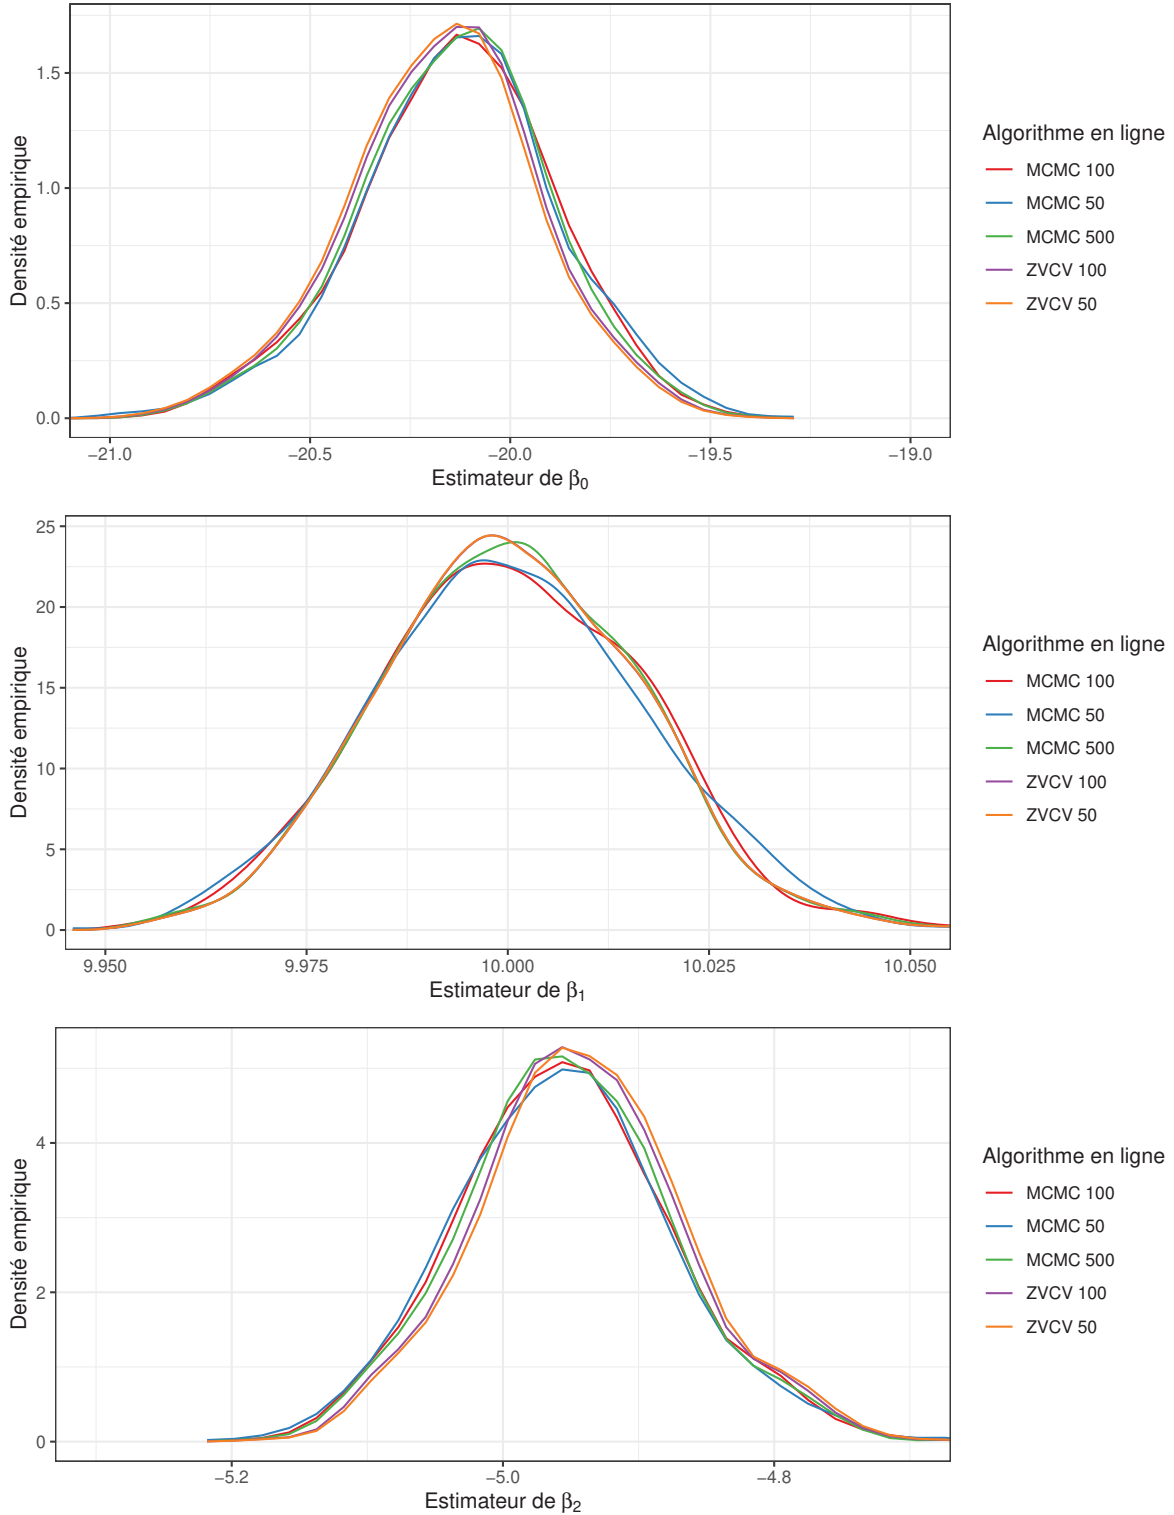 1.5
1.0
0.5
0.0
Densité empirique
−21.0 −20.5 −20.0 −19.5 −19.0
Estimateur de β₀
Algorithme en ligne
MCMC 100
MCMC 50
MCMC 500
ZVCV 100
ZVCV 50
25
20
15
10
5
0
Densité empirique
9.950 9.975 10.000 10.025 10.050
Estimateur de β₁
Algorithme en ligne
MCMC 100
MCMC 50
MCMC 500
ZVCV 100
ZVCV 50
4
2
0
Densité empirique
−5.2 −5.0 −4.8
Estimateur de β₂
Algorithme en ligne
MCMC 100
MCMC 50
MCMC 500
ZVCV 100
ZVCV 50